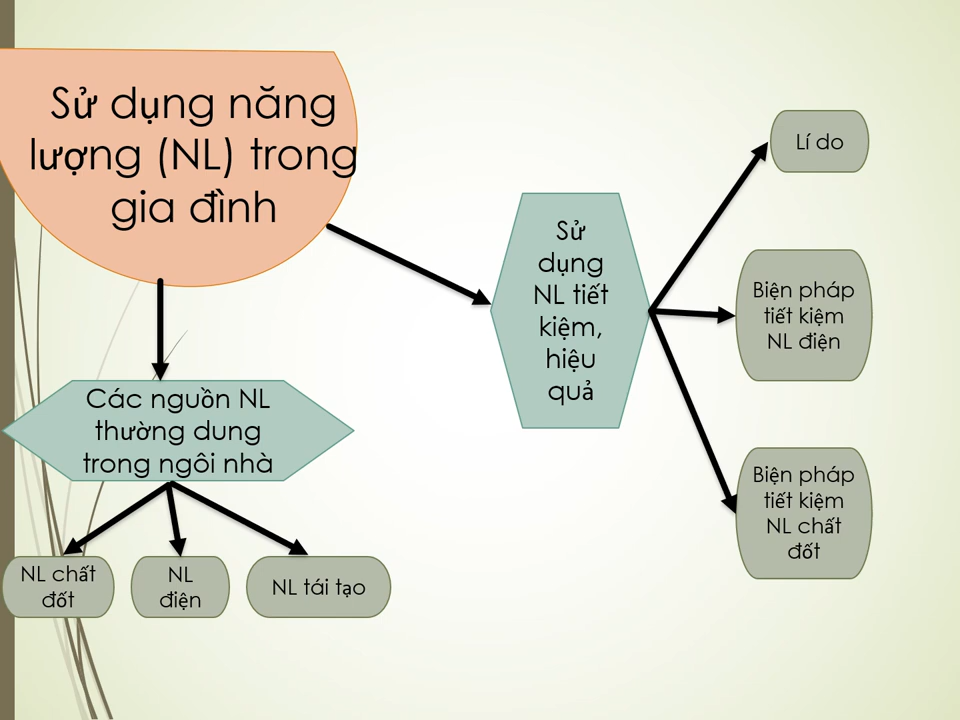 Sử dụng năng
lượng (NL) trong
gia đình
Các nguồn NL
thường dung
trong ngôi nhà
NL chất
đốt
NL
điện
NL tái tạo
Sử
dụng
NL tiết
kiệm,
hiệu
quả
Lí do
Biện pháp
tiết kiệm
NL điện
Biện pháp
tiết kiệm
NL chất
đốt